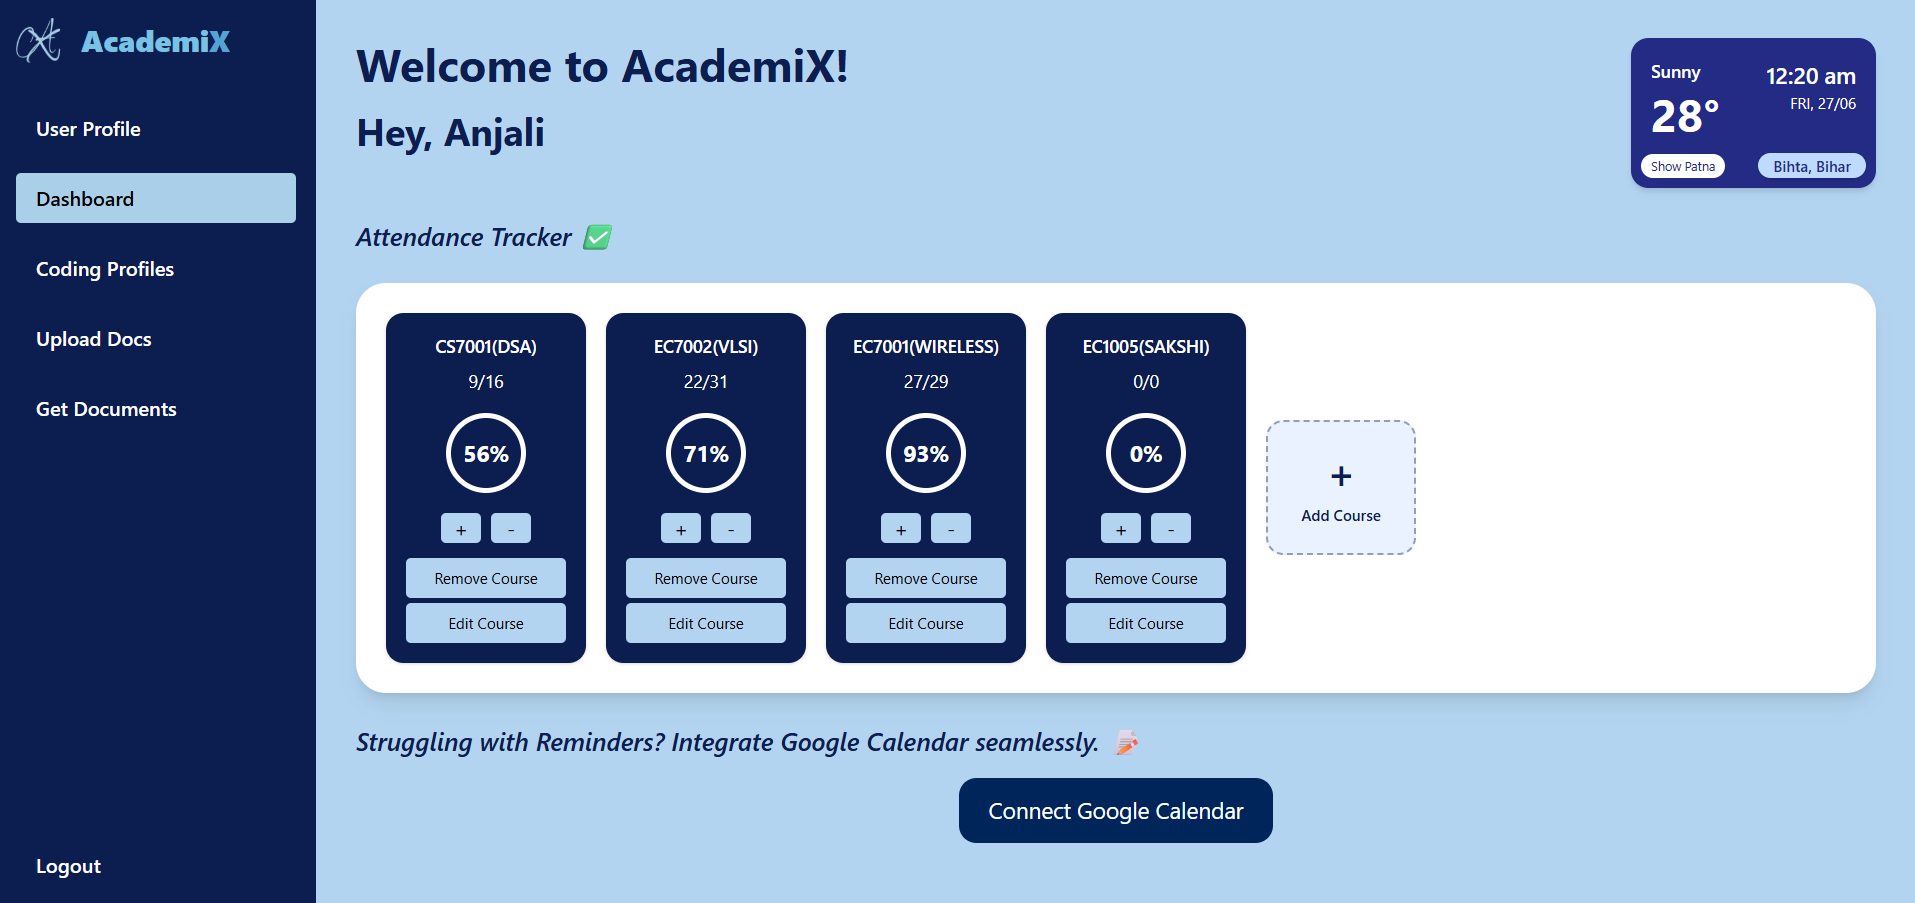 AcademiX
User Profile
Dashboard
Coding Profiles
Upload Docs
Get Documents
Logout
Welcome to AcademiX!
Hey, Anjali
Sunny
28°
12:20 am
FRI, 27/06
Show Patna
Bihta, Bihar
Attendance Tracker ✅
CS7001(DSA)
9/16
56%
+ -
Remove Course
Edit Course
EC7002(VLSI)
22/31
71%
+ -
Remove Course
Edit Course
EC7001(WIRELESS)
27/29
93%
+ -
Remove Course
Edit Course
EC1005(SAKSHI)
0/0
0%
+ -
Remove Course
Edit Course
+
Add Course
Struggling with Reminders? Integrate Google Calendar seamlessly. 📝
Connect Google Calendar